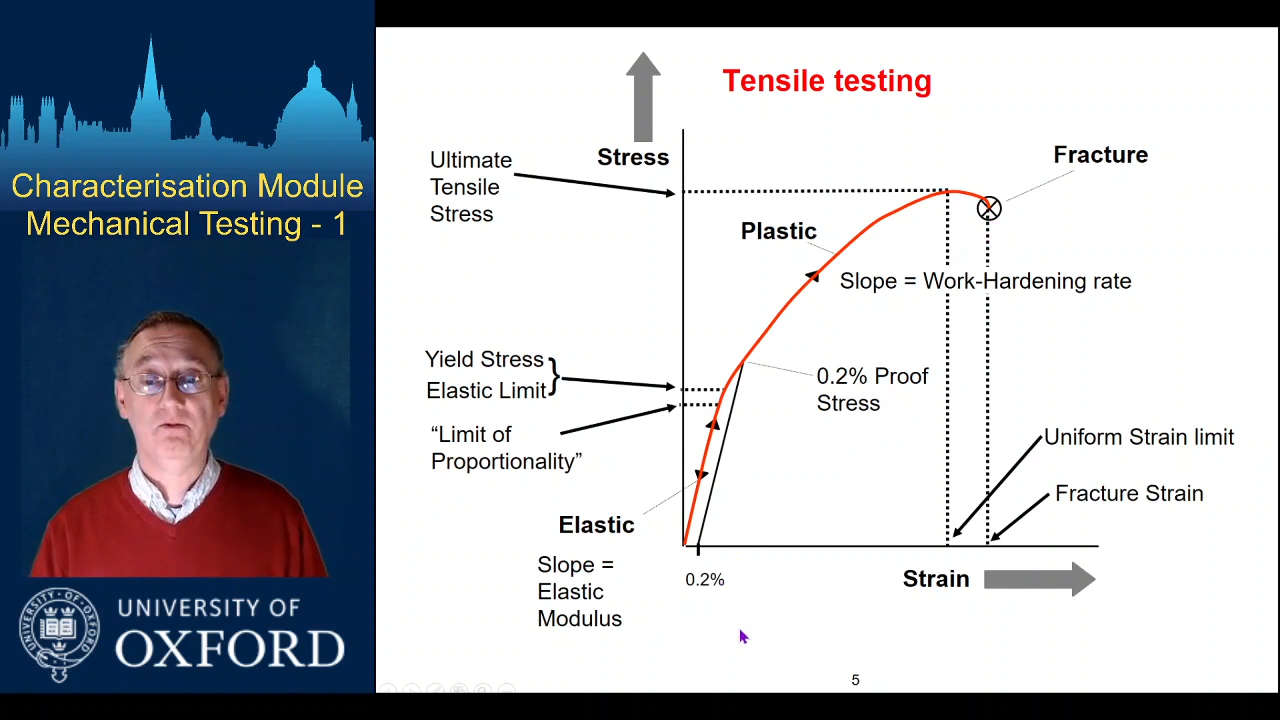 Characterisation Module
Mechanical Testing - 1
UNIVERSITY OF
OXFORD
Tensile testing
Stress
Ultimate
Tensile
Stress
Fracture
Plastic
Slope = Work-Hardening rate
Yield Stress
Elastic Limit
}
0.2% Proof
Stress
“Limit of
Proportionality”
Uniform Strain limit
Fracture Strain
Elastic
Slope =
Elastic
Modulus
0.2%
Strain
5